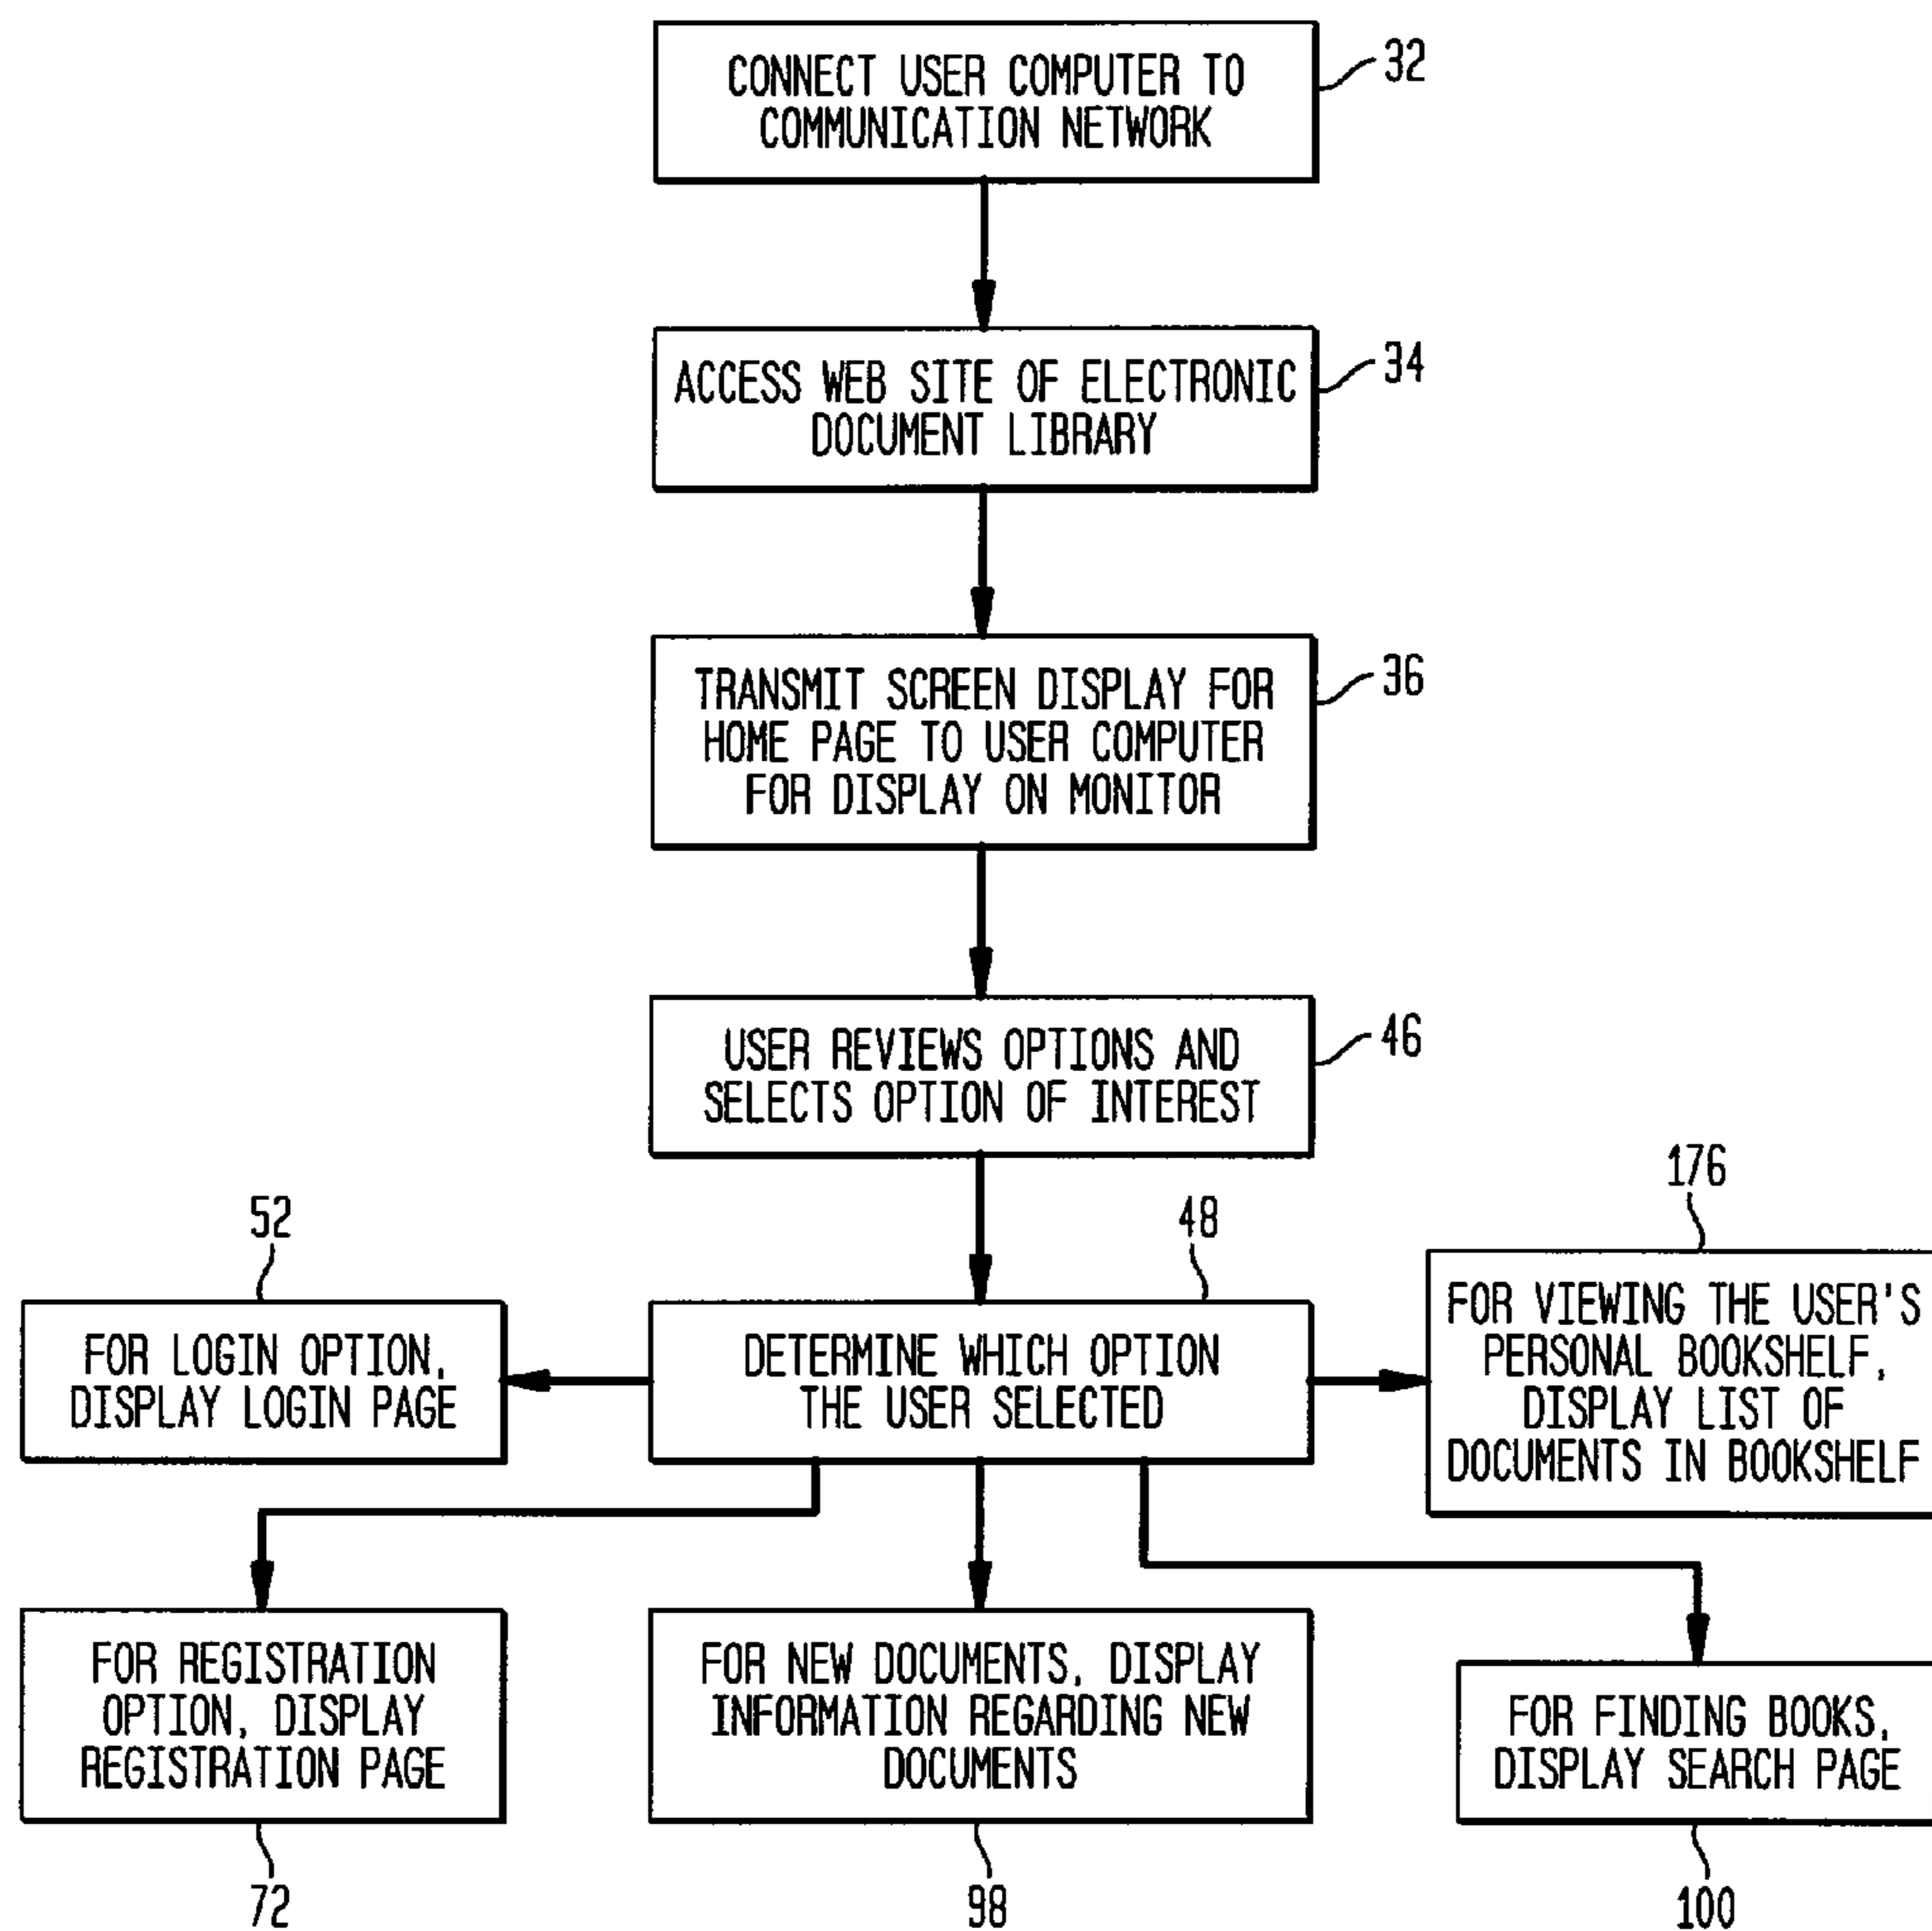 CONNECT USER COMPUTER TO
COMMUNICATION NETWORK
32
ACCESS WEB SITE OF ELECTRONIC
DOCUMENT LIBRARY
34
TRANSMIT SCREEN DISPLAY FOR
HOME PAGE TO USER COMPUTER
FOR DISPLAY ON MONITOR
36
USER REVIEWS OPTIONS AND
SELECTS OPTION OF INTEREST
46
52
FOR LOGIN OPTION,
DISPLAY LOGIN PAGE
48
DETERMINE WHICH OPTION
THE USER SELECTED
176
FOR VIEWING THE USER'S
PERSONAL BOOKSHELF,
DISPLAY LIST OF
DOCUMENTS IN BOOKSHELF
FOR REGISTRATION
OPTION, DISPLAY
REGISTRATION PAGE
72
FOR NEW DOCUMENTS, DISPLAY
INFORMATION REGARDING NEW
DOCUMENTS
98
FOR FINDING BOOKS,
DISPLAY SEARCH PAGE
100